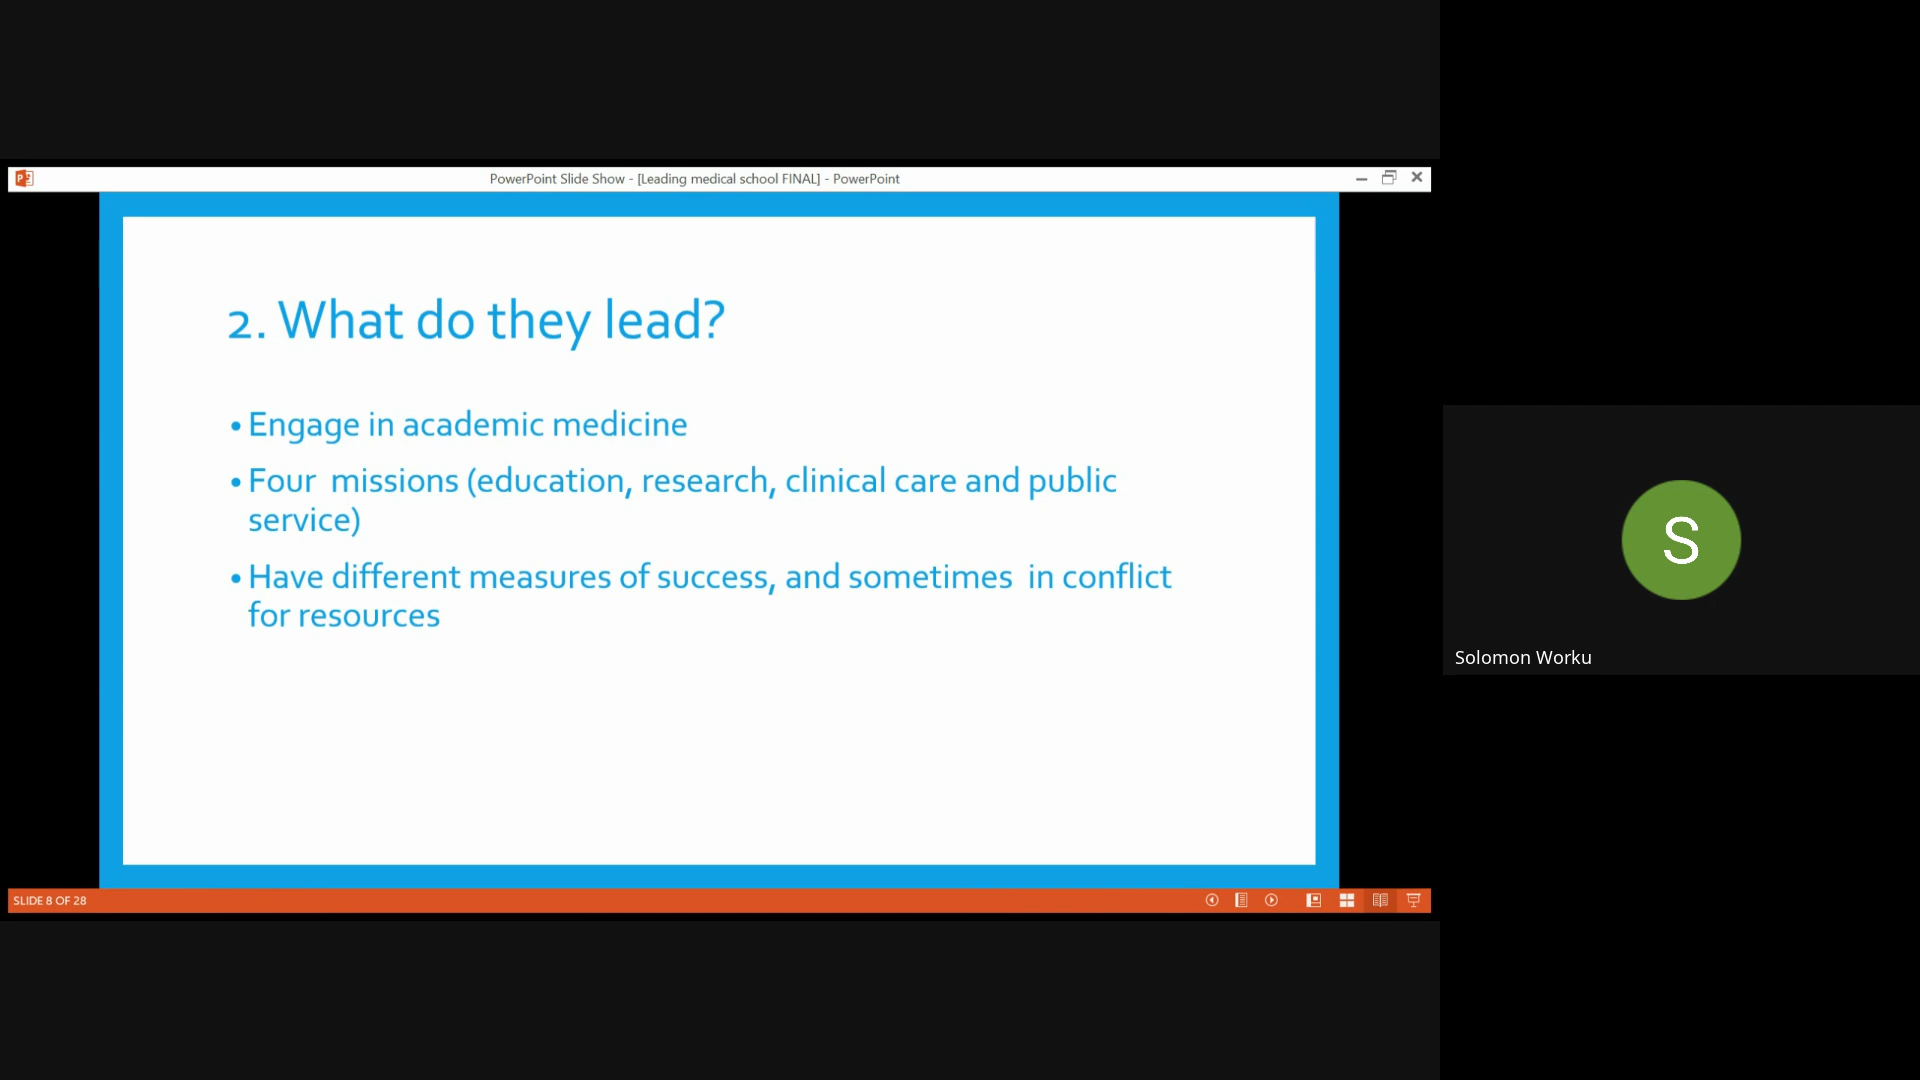 PowerPoint Slide Show - [Leading medical school FINAL] - PowerPoint
2. What do they lead?
• Engage in academic medicine
• Four missions (education, research, clinical care and public
service)
• Have different measures of success, and sometimes in conflict
for resources
S
Solomon Worku
SLIDE 8 OF 28